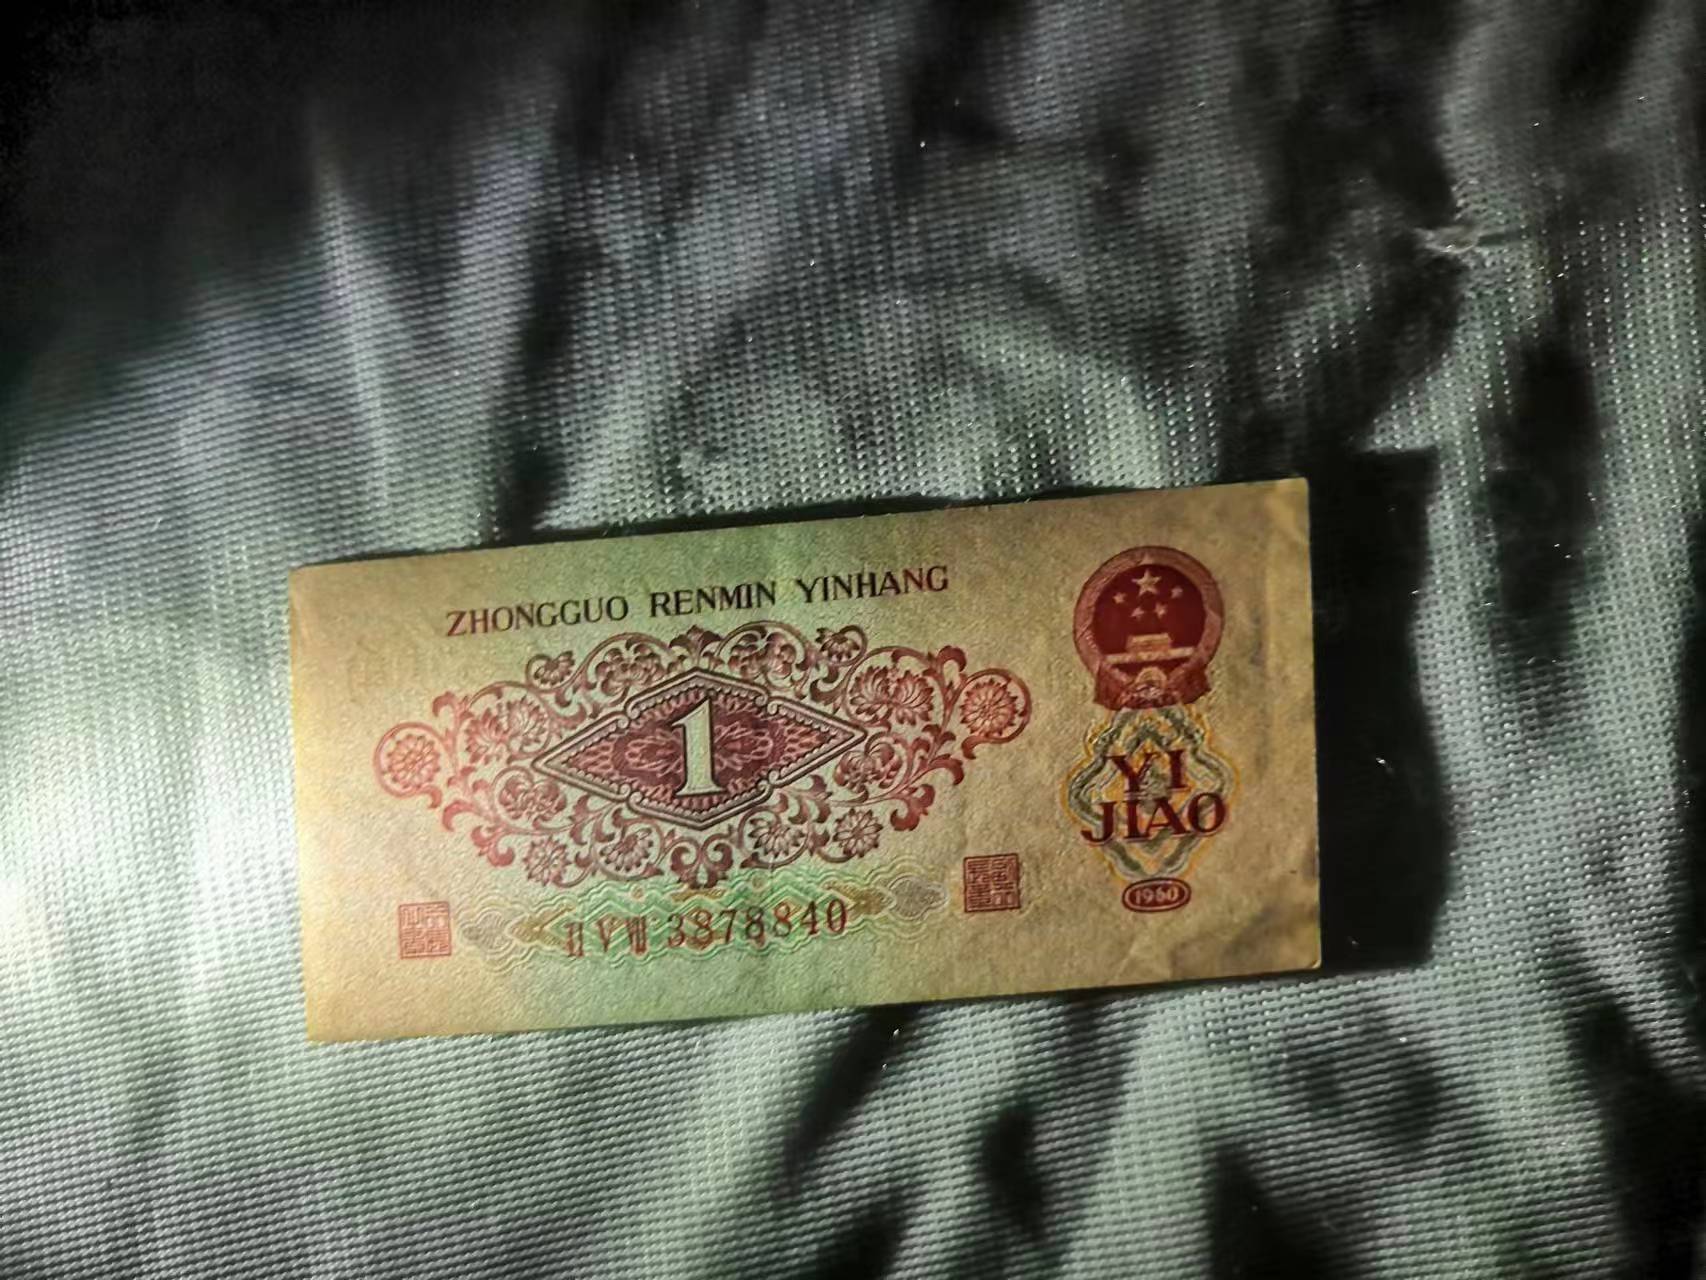 ZHONGGUO RENMIN YINHANG
1
YI
JIAO
1960
II V VIII 3878840